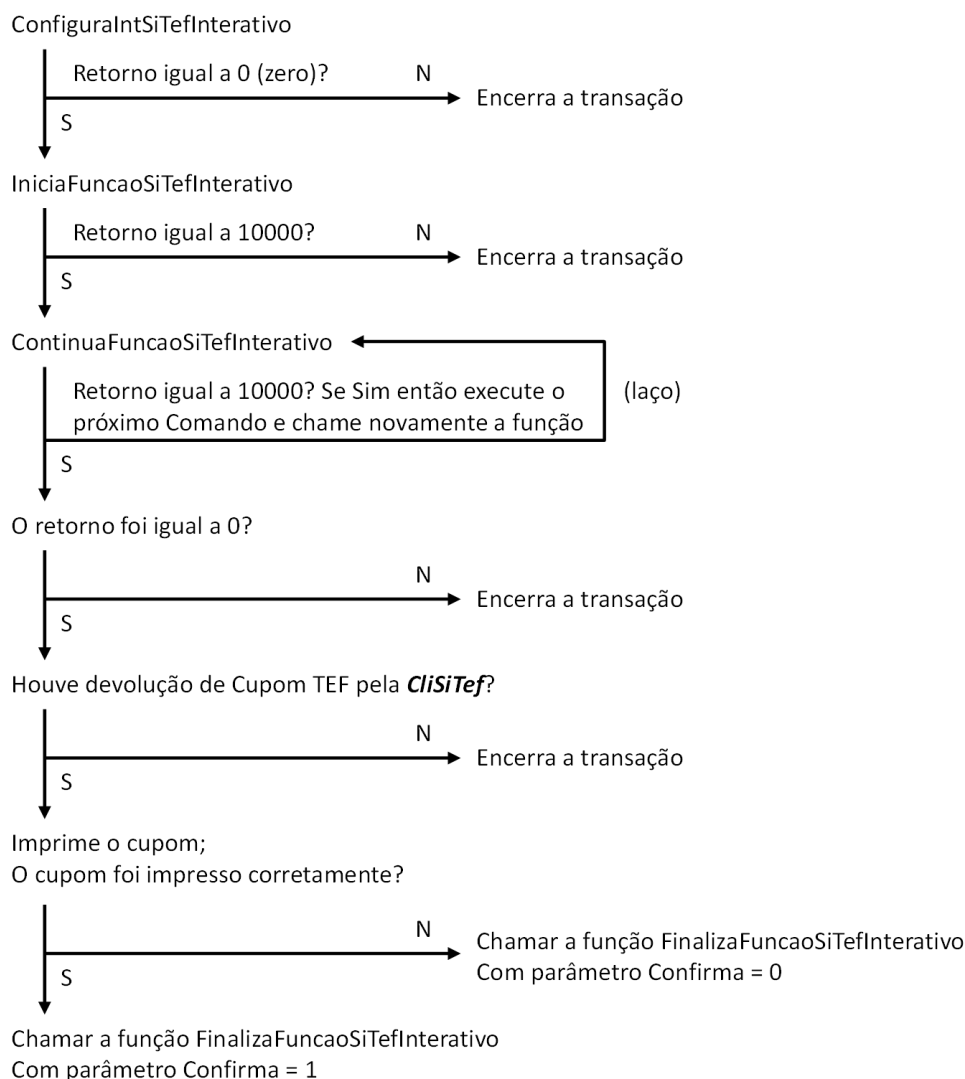 ConfiguraIntSiTefInterativo
Retorno igual a 0 (zero)?
N
Encerra a transação
S
IniciaFuncaoSiTefInterativo
Retorno igual a 10000?
N
Encerra a transação
S
ContinuaFuncaoSiTefInterativo
Retorno igual a 10000? Se Sim então execute o
(laço)
próximo Comando e chame novamente a função
S
O retorno foi igual a 0?
N
Encerra a transação
S
Houve devolução de Cupom TEF pela CliSiTef?
N
Encerra a transação
S
Imprime o cupom;
O cupom foi impresso corretamente?
N
Chamar a função FinalizaFuncaoSiTefInterativo
Com parâmetro Confirma = 0
S
Chamar a função FinalizaFuncaoSiTefInterativo
Com parâmetro Confirma = 1